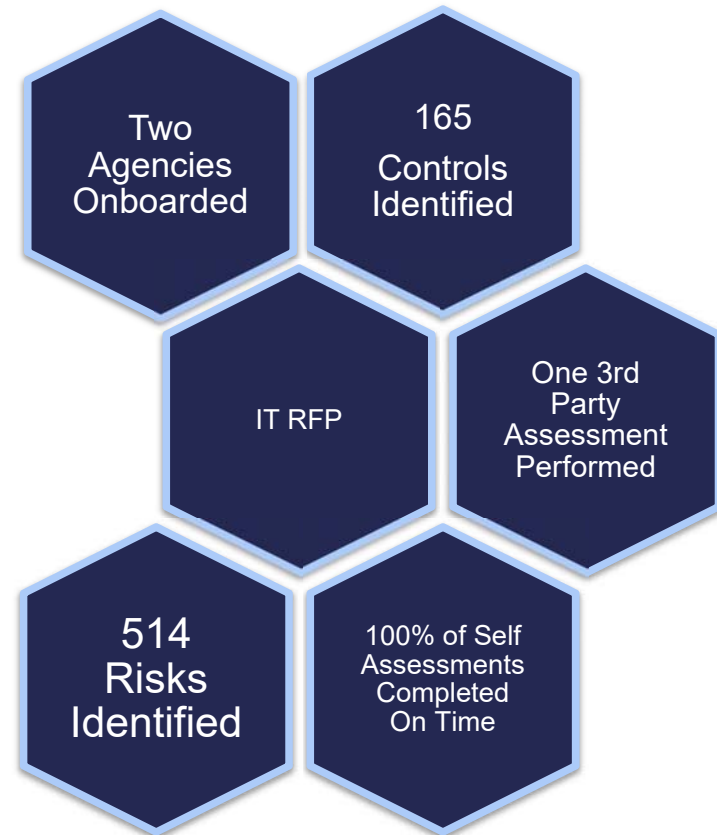 Two
Agencies
Onboarded
165
Controls
Identified
IT RFP
One 3rd
Party
Assessment
Performed
514
Risks
Identified
100% of Self
Assessments
Completed
On Time